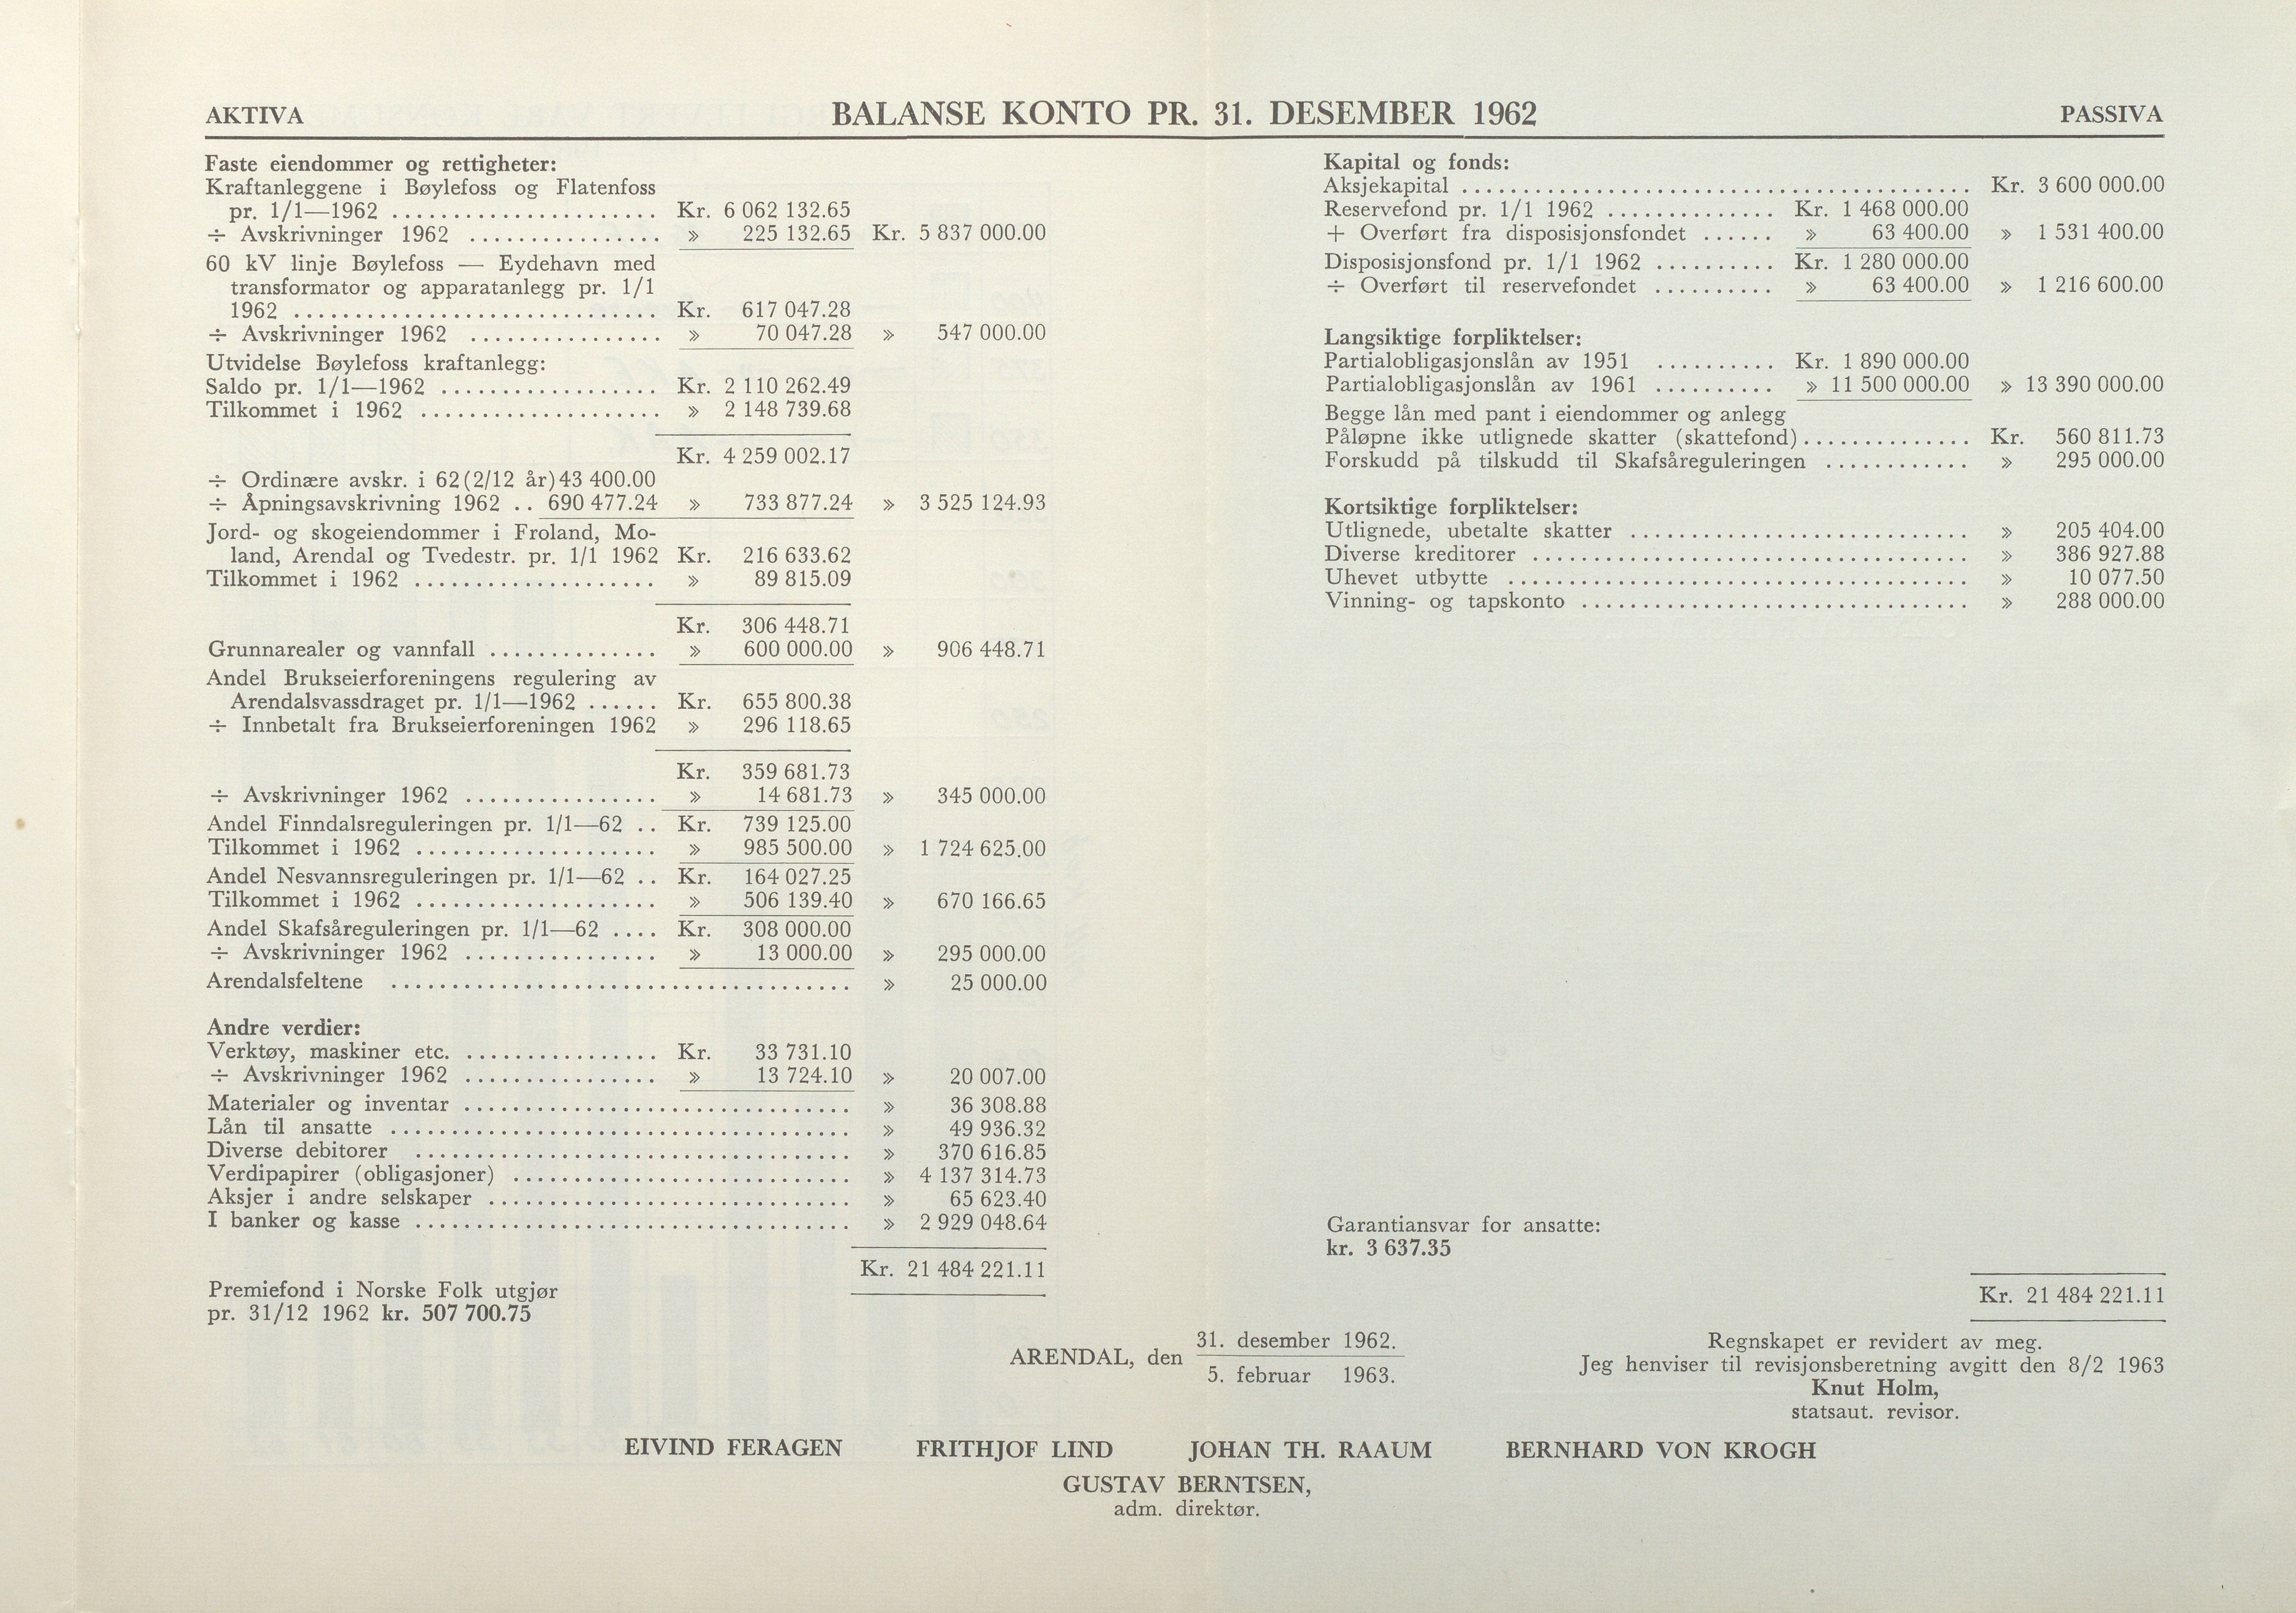 AKTIVA BALANSE KONTO PR. 31. DESEMBER 1962 PASSIVA
Faste eiendommer og rettigheter:
Kraftanleggene i Bøylefoss og Flatenfoss
pr. 1/1—1962 ...................... Kr. 6 062 132.65
÷ Avskrivninger 1962 ................ » 225 132.65 Kr. 5 837 000.00
60 kV linje Bøylefoss — Eydehavn med
transformator og apparatanlegg pr. 1/1
1962 .............................. Kr. 617 047.28
÷ Avskrivninger 1962 ................ » 70 047.28 » 547 000.00
Utvidelse Bøylefoss kraftanlegg:
Saldo pr. 1/1—1962 .................. Kr. 2 110 262.49
Tilkommet i 1962 .................... » 2 148 739.68
Kr. 4 259 002.17
÷ Ordinære avskr. i 62 (2/12 år) 43 400.00
÷ Åpningsavskrivning 1962 .. 690 477.24 » 733 877.24 » 3 525 124.93
Jord- og skogeiendommer i Froland, Mo-
land, Arendal og Tvedestr. pr. 1/1 1962 Kr. 216 633.62
Tilkommet i 1962 .................... » 89 815.09
Kr. 306 448.71
Grunnarealer og vannfall .............. » 600 000.00 » 906 448.71
Andel Brukseierforeningens regulering av
Arendalsvassdraget pr. 1/1—1962 ...... Kr. 655 800.38
÷ Innbetalt fra Brukseierforeningen 1962 » 296 118.65
Kr. 359 681.73
÷ Avskrivninger 1962 ................ » 14 681.73 » 345 000.00
Andel Finndalsreguleringen pr. 1/1—62 .. Kr. 739 125.00
Tilkommet i 1962 .................... » 985 500.00 » 1 724 625.00
Andel Nesvannsreguleringen pr. 1/1—62 .. Kr. 164 027.25
Tilkommet i 1962 .................... » 506 139.40 » 670 166.65
Andel Skafsåreguleringen pr. 1/1—62 .... Kr. 308 000.00
÷ Avskrivninger 1962 ................ » 13 000.00 » 295 000.00
Arendalsfeltene ...................................... » 25 000.00
Andre verdier:
Verktøy, maskiner etc. ................ Kr. 33 731.10
÷ Avskrivninger 1962 ................ » 13 724.10 » 20 007.00
Materialer og inventar ................................ » 36 308.88
Lån til ansatte ...................................... » 49 936.32
Diverse debitorer .................................... » 370 616.85
Verdipapirer (obligasjoner) ............................ » 4 137 314.73
Aksjer i andre selskaper .............................. » 65 623.40
I banker og kasse .................................... » 2 929 048.64
Kr. 21 484 221.11
Premiefond i Norske Folk utgjør
pr. 31/12 1962 kr. 507 700.75
Kapital og fonds:
Aksjekapital .......................................... Kr. 3 600 000.00
Reservefond pr. 1/1 1962 .............. Kr. 1 468 000.00
+ Overført fra disposisjonsfondet ...... » 63 400.00 » 1 531 400.00
Disposisjonsfond pr. 1/1 1962 .......... Kr. 1 280 000.00
÷ Overført til reservefondet .......... » 63 400.00 » 1 216 600.00
Langsiktige forpliktelser:
Partialobligasjonslån av 1951 .......... Kr. 1 890 000.00
Partialobligasjonslån av 1961 .......... » 11 500 000.00 » 13 390 000.00
Begge lån med pant i eiendommer og anlegg
Påløpne ikke utlignede skatter (skattefond).............. Kr. 560 811.73
Forskudd på tilskudd til Skafsåreguleringen ............ » 295 000.00
Kortsiktige forpliktelser:
Utlignede, ubetalte skatter ............................ » 205 404.00
Diverse kreditorer .................................... » 386 927.88
Uhevet utbytte ...................................... » 10 077.50
Vinning- og tapskonto ................................ » 288 000.00
Garantiansvar for ansatte:
kr. 3 637.35
Kr. 21 484 221.11
ARENDAL, den 31. desember 1962.
5. februar 1963.
Regnskapet er revidert av meg.
Jeg henviser til revisjonsberetning avgitt den 8/2 1963
Knut Holm,
statsaut. revisor.
EIVIND FERAGEN FRITHJOF LIND JOHAN TH. RAAUM BERNHARD VON KROGH
GUSTAV BERNTSEN,
adm. direktør.